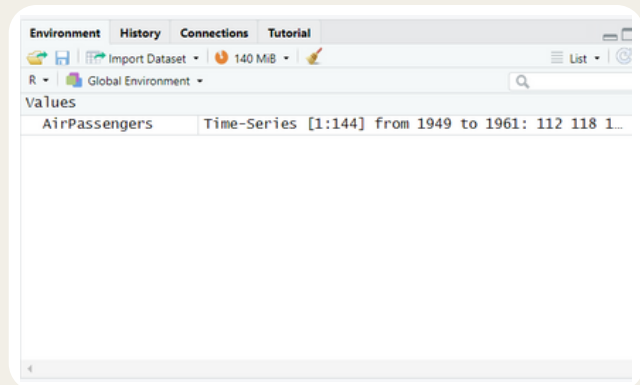 Environment History Connections Tutorial
Import Dataset 140 MiB List
R Global Environment
Values
AirPassengers Time-Series [1:144] from 1949 to 1961: 112 118 1…